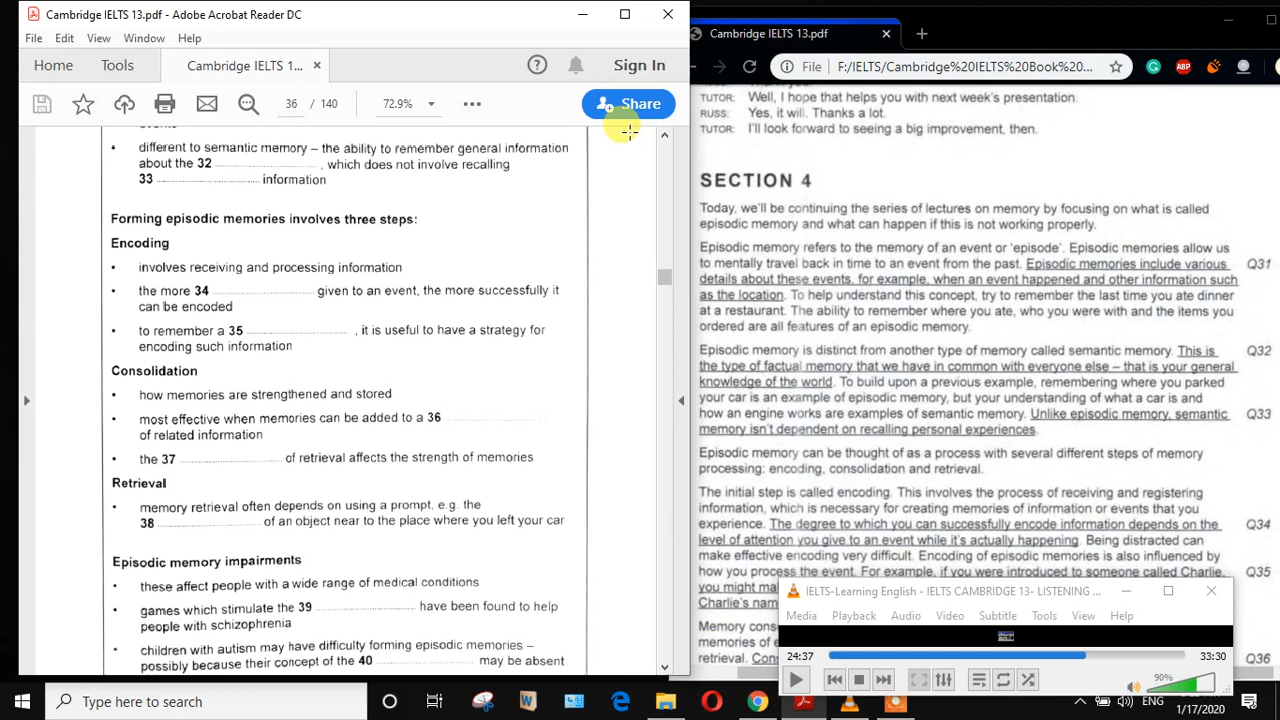 Cambridge IELTS 13.pdf - Adobe Acrobat Reader DC
File Edit View Window Help
Home Tools Cambridge IELTS 1... × ? Sign In
36 / 140 72.9% Share
events
• different to semantic memory – the ability to remember general information
about the 32 .............................. , which does not involve recalling
33 .............................. information
Forming episodic memories involves three steps:
Encoding
• involves receiving and processing information
• the more 34 .............................. given to an event, the more successfully it
can be encoded
• to remember a 35 .............................. , it is useful to have a strategy for
encoding such information
Consolidation
• how memories are strengthened and stored
• most effective when memories can be added to a 36 ..............................
of related information
• the 37 .............................. of retrieval affects the strength of memories
Retrieval
• memory retrieval often depends on using a prompt, e.g. the
38 .............................. of an object near to the place where you left your car
Episodic memory impairments
• these affect people with a wide range of medical conditions
• games which stimulate the 39 .............................. have been found to help
people with schizophrenia
• children with autism may have difficulty forming episodic memories –
possibly because their concept of the 40 .............................. may be absent
Cambridge IELTS 13.pdf
File F:/IELTS/Cambridge%20IELTS%20Book%20... ABP
TUTOR: Well, I hope that helps you with next week's presentation.
RUSS: Yes, it will. Thanks a lot.
TUTOR: I'll look forward to seeing a big improvement, then.
SECTION 4
Today, we'll be continuing the series of lectures on memory by focusing on what is called
episodic memory and what can happen if this is not working properly.
Episodic memory refers to the memory of an event or 'episode'. Episodic memories allow us
to mentally travel back in time to an event from the past. Episodic memories include various Q31
details about these events, for example, when an event happened and other information such
as the location. To help understand this concept, try to remember the last time you ate dinner
at a restaurant. The ability to remember where you ate, who you were with and the items you
ordered are all features of an episodic memory.
Episodic memory is distinct from another type of memory called semantic memory. This is Q32
the type of factual memory that we have in common with everyone else – that is your general
knowledge of the world. To build upon a previous example, remembering where you parked
your car is an example of episodic memory, but your understanding of what a car is and
how an engine works are examples of semantic memory. Unlike episodic memory, semantic Q33
memory isn't dependent on recalling personal experiences.
Episodic memory can be thought of as a process with several different steps of memory
processing: encoding, consolidation and retrieval.
The initial step is called encoding. This involves the process of receiving and registering
information, which is necessary for creating memories of information or events that you
experience. The degree to which you can successfully encode information depends on the Q34
level of attention you give to an event while it's actually happening. Being distracted can
make effective encoding very difficult. Encoding of episodic memories is also influenced by
how you process the event. For example, if you were introduced to someone called Charlie, Q35
you might ma
Charlie's nam
Memory cons
memories of e
retrieval. Cons Q36
IELTS-Learning English - IELTS CAMBRIDGE 13- LISTENING ...
Media Playback Audio Video Subtitle Tools View Help
24:37 33:30
90%
Type here to search
ENG
1/17/2020